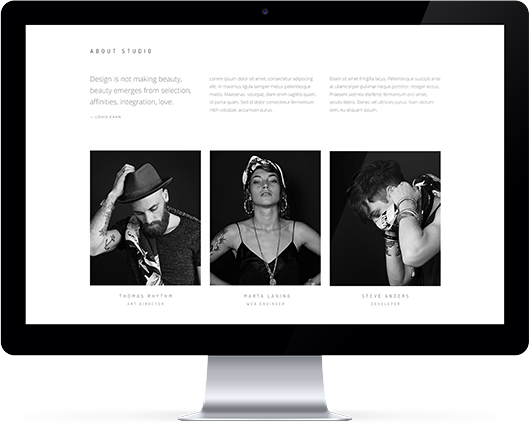 ABOUT STUDIO
Design is not making beauty,
beauty emerges from selection,
affinities, integration, love.
— LOUIS KAHN
Lorem ipsum dolor sit amet, consectetur adipiscing
elit. In maximus ligula semper metus pellentesque
mattis. Maecenas volutpat, diam enim sagittis quam,
id porta quam. Sed id dolor consectetur fermentum
nibh volutpat, accumsan purus.
Etiam sit amet fringilla lacus. Pellentesque suscipit ante
at ullamcorper pulvinar neque porttitor. Integer lectus.
Praesent sed nisi eleifend, fermentum orci amet,
iaculis libero. Donec vel ultricies purus. Nam dictum
sem, eu aliquam ipsum.
THOMAS RHYTHM
ART DIRECTOR
MARTA LANING
WEB ENGINEER
STEVE ANDERS
DEVELOPER